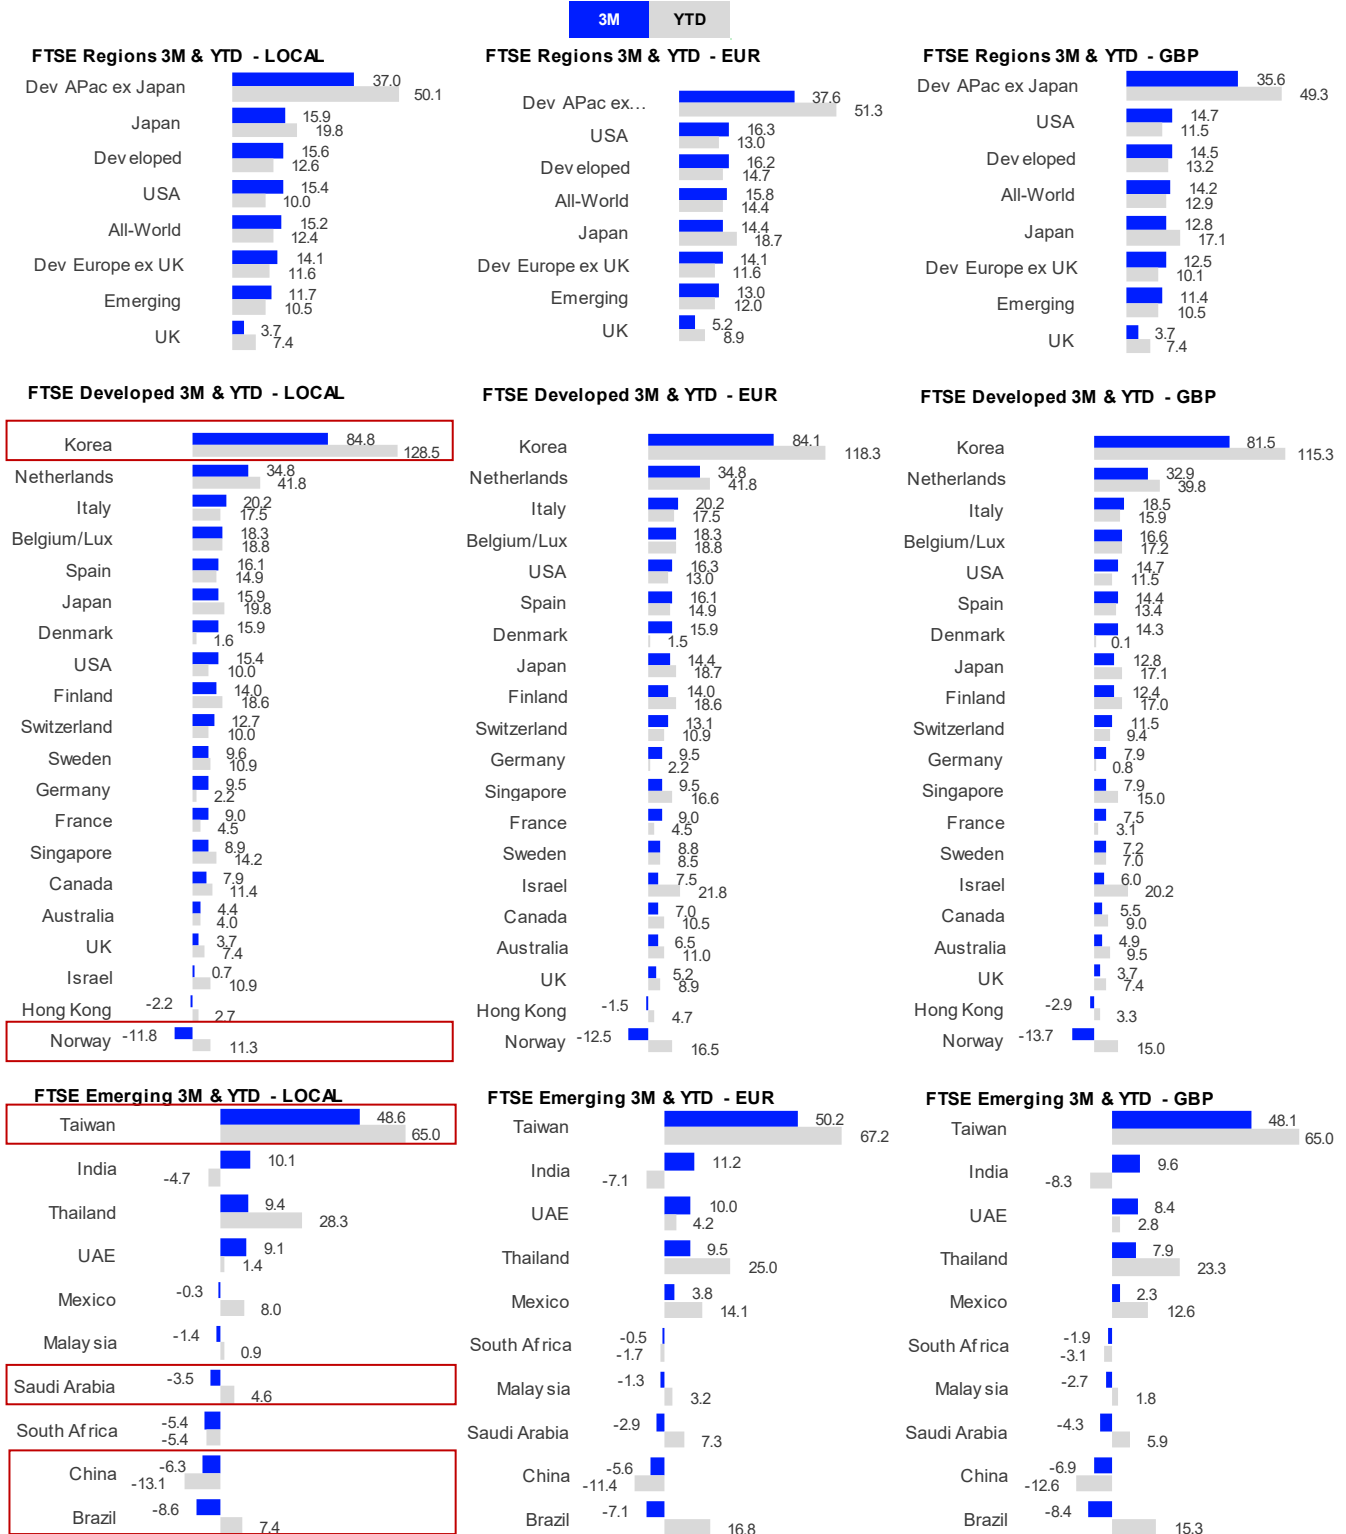 3M YTD
FTSE Regions 3M & YTD - LOCAL
Dev APac ex Japan 37.0 50.1
Japan 15.9 19.8
Developed 15.6 12.6
USA 15.4 10.0
All-World 15.2 12.4
Dev Europe ex UK 14.1 11.6
Emerging 11.7 10.5
UK 3.7 7.4
FTSE Regions 3M & YTD - EUR
Dev APac ex... 37.6 51.3
USA 16.3 13.0
Developed 16.2 14.7
All-World 15.8 14.4
Japan 14.4 18.7
Dev Europe ex UK 14.1 11.6
Emerging 13.0 12.0
UK 5.2 8.9
FTSE Regions 3M & YTD - GBP
Dev APac ex Japan 35.6 49.3
USA 14.7 11.5
Developed 14.5 13.2
All-World 14.2 12.9
Japan 12.8 17.1
Dev Europe ex UK 12.5 10.1
Emerging 11.4 10.5
UK 3.7 7.4
FTSE Developed 3M & YTD - LOCAL
Korea 84.8 128.5
Netherlands 34.8 41.8
Italy 20.2 17.5
Belgium/Lux 18.3 18.8
Spain 16.1 14.9
Japan 15.9 19.8
Denmark 15.9 1.6
USA 15.4 10.0
Finland 14.0 18.6
Switzerland 12.7 10.0
Sweden 9.6 10.9
Germany 9.5 2.2
France 9.0 4.5
Singapore 8.9 14.2
Canada 7.9 11.4
Australia 4.4 4.0
UK 3.7 7.4
Israel 0.7 10.9
Hong Kong -2.2 2.7
Norway -11.8 11.3
FTSE Developed 3M & YTD - EUR
Korea 84.1 118.3
Netherlands 34.8 41.8
Italy 20.2 17.5
Belgium/Lux 18.3 18.8
USA 16.3 13.0
Spain 16.1 14.9
Denmark 15.9 1.5
Japan 14.4 18.7
Finland 14.0 18.6
Switzerland 13.1 10.9
Germany 9.5 2.2
Singapore 9.5 16.6
France 9.0 4.5
Sweden 8.8 8.5
Israel 7.5 21.8
Canada 7.0 10.5
Australia 6.5 11.0
UK 5.2 8.9
Hong Kong -1.5 4.7
Norway -12.5 16.5
FTSE Developed 3M & YTD - GBP
Korea 81.5 115.3
Netherlands 32.9 39.8
Italy 18.5 15.9
Belgium/Lux 16.6 17.2
USA 14.7 11.5
Spain 14.4 13.4
Denmark 14.3 0.1
Japan 12.8 17.1
Finland 12.4 17.0
Switzerland 11.5 9.4
Germany 7.9 0.8
Singapore 7.9 15.0
France 7.5 3.1
Sweden 7.2 7.0
Israel 6.0 20.2
Canada 5.5 9.0
Australia 4.9 9.5
UK 3.7 7.4
Hong Kong -2.9 3.3
Norway -13.7 15.0
FTSE Emerging 3M & YTD - LOCAL
Taiwan 48.6 65.0
India 10.1 -4.7
Thailand 9.4 28.3
UAE 9.1 1.4
Mexico -0.3 8.0
Malaysia -1.4 0.9
Saudi Arabia -3.5 4.6
South Africa -5.4 -5.4
China -6.3 -13.1
Brazil -8.6 7.4
FTSE Emerging 3M & YTD - EUR
Taiwan 50.2 67.2
India 11.2 -7.1
UAE 10.0 4.2
Thailand 9.5 25.0
Mexico 3.8 14.1
South Africa -0.5 -1.7
Malaysia -1.3 3.2
Saudi Arabia -2.9 7.3
China -5.6 -11.4
Brazil -7.1 16.8
FTSE Emerging 3M & YTD - GBP
Taiwan 48.1 65.0
India 9.6 -8.3
UAE 8.4 2.8
Thailand 7.9 23.3
Mexico 2.3 12.6
South Africa -1.9 -3.1
Malaysia -2.7 1.8
Saudi Arabia -4.3 5.9
China -6.9 -12.6
Brazil -8.4 15.3